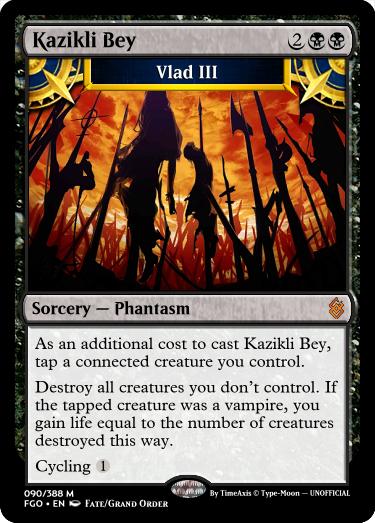 Kazikli Bey 2
Vlad III
Sorcery — Phantasm
As an additional cost to cast Kazikli Bey,
tap a connected creature you control.
Destroy all creatures you don't control. If
the tapped creature was a vampire, you
gain life equal to the number of creatures
destroyed this way.
Cycling 1
090/388 M
FGO • EN Fate/Grand Order
By TimeAxis © Type-Moon — UNOFFICIAL